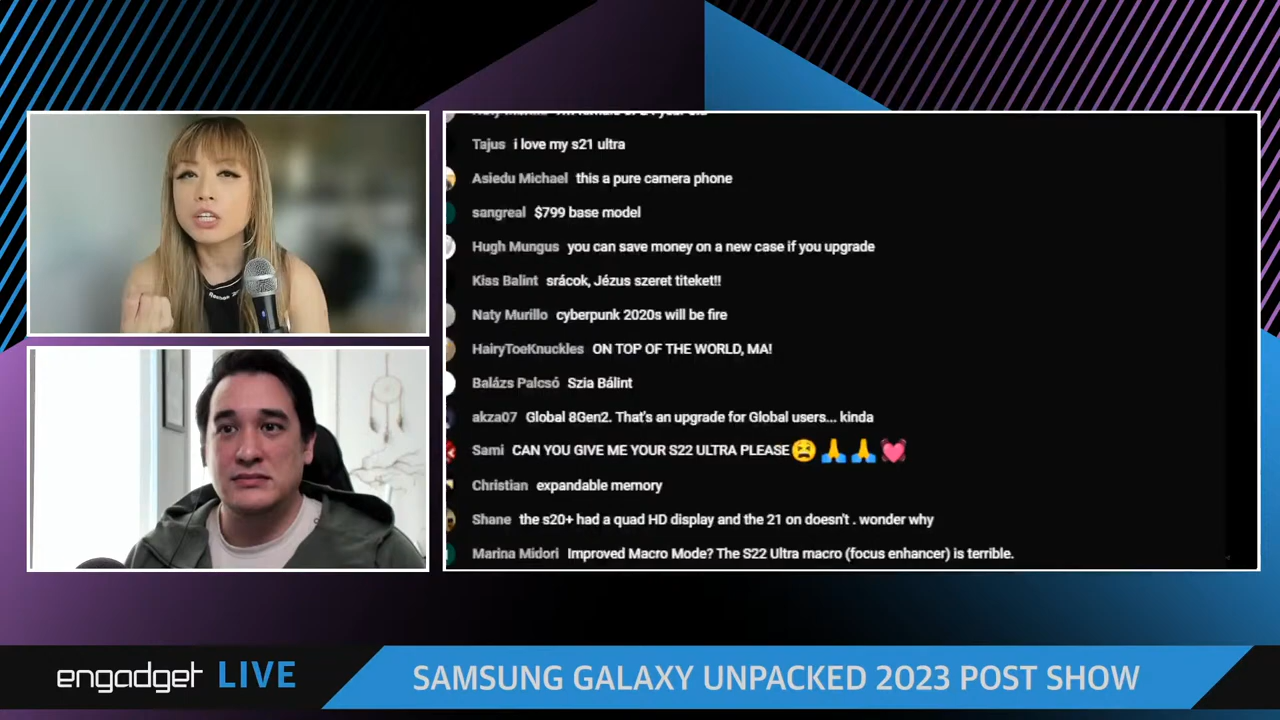 Tajus i love my s21 ultra
Asiedu Michael this a pure camera phone
sangreal $799 base model
Hugh Mungus you can save money on a new case if you upgrade
Kiss Balint srácok, Jézus szeret titeket!!
Naty Murillo cyberpunk 2020s will be fire
HairyToeKnuckles ON TOP OF THE WORLD, MA!
Balázs Palcsó Szia Bálint
akza07 Global 8Gen2. That's an upgrade for Global users... kinda
Sami CAN YOU GIVE ME YOUR S22 ULTRA PLEASE😫🙏🙏💓
Christian expandable memory
Shane the s20+ had a quad HD display and the 21 on doesn't . wonder why
Marina Midori Improved Macro Mode? The S22 Ultra macro (focus enhancer) is terrible.
engadget LIVE
SAMSUNG GALAXY UNPACKED 2023 POST SHOW